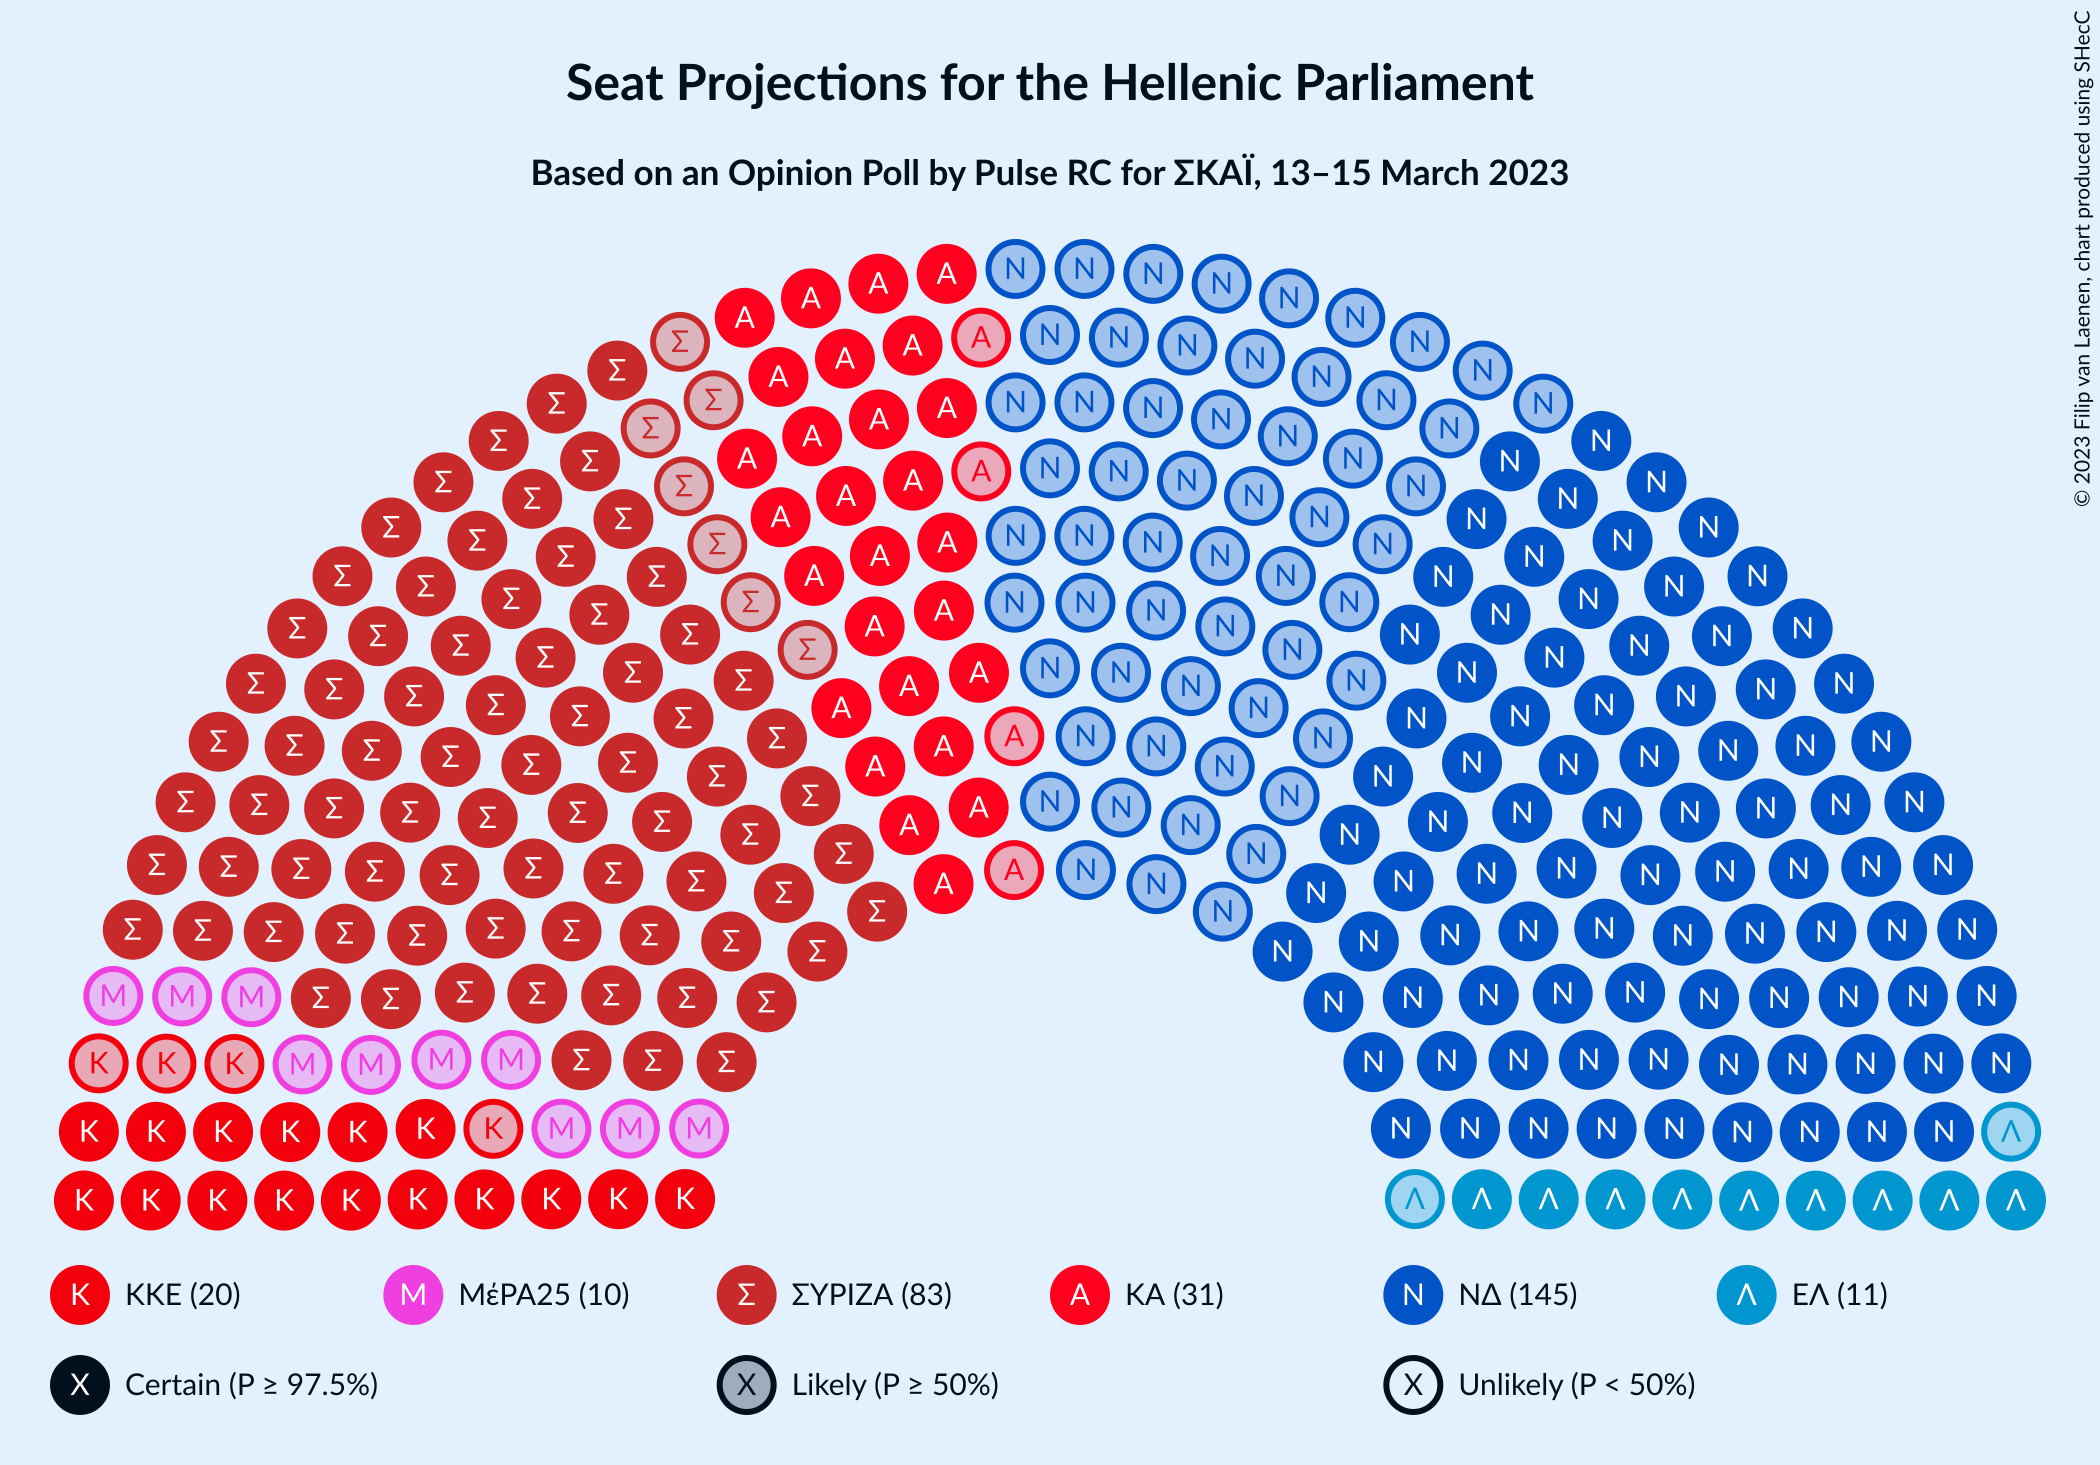 Seat Projections for the Hellenic Parliament
Based on an Opinion Poll by Pulse RC for ΣΚΑΪ, 13–15 March 2023
© 2023 Filip van Laenen, chart produced using SHecC
K ΚΚΕ (20)
M ΜέΡΑ25 (10)
Σ ΣΥΡΙΖΑ (83)
A ΚΑ (31)
N ΝΔ (145)
Λ ΕΛ (11)
X Certain (P ≥ 97.5%)
X Likely (P ≥ 50%)
X Unlikely (P < 50%)